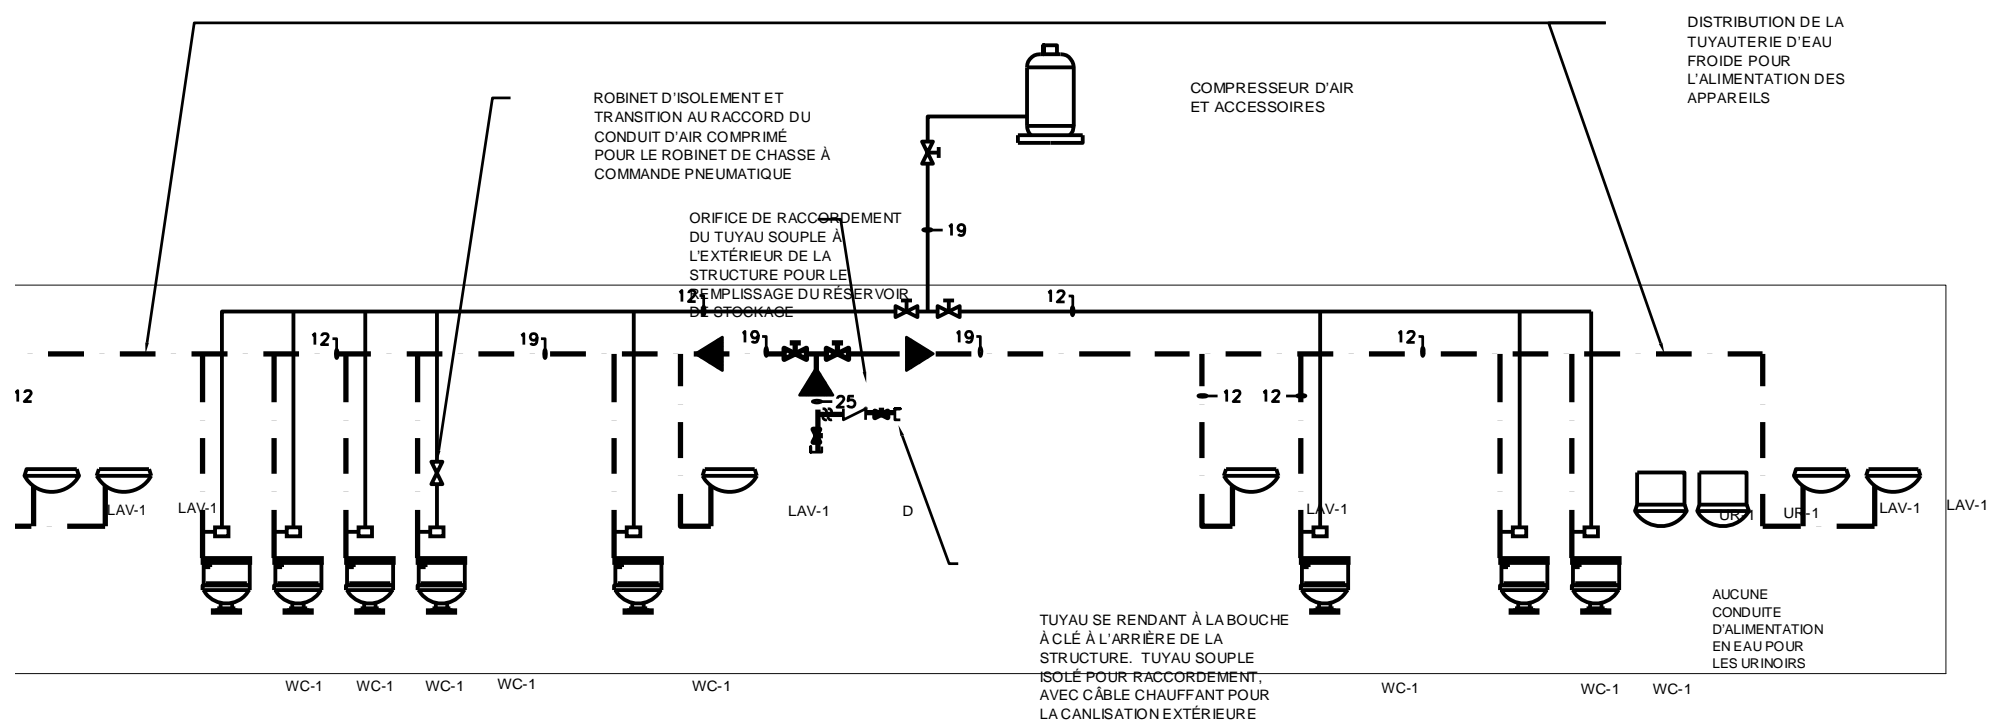 DISTRIBUTION DE LA
TUYAUTERIE D'EAU
FROIDE POUR
L'ALIMENTATION DES
APPAREILS
COMPRESSEUR D'AIR
ET ACCESSOIRES
ROBINET D'ISOLEMENT ET
TRANSITION AU RACCORD DU
CONDUIT D'AIR COMPRIMÉ
POUR LE ROBINET DE CHASSE À
COMMANDE PNEUMATIQUE
ORIFICE DE RACCORDEMENT
DU TUYAU SOUPLE À
L'EXTÉRIEUR DE LA
STRUCTURE POUR LE
REMPLISSAGE DU RÉSERVOIR
DE STOCKAGE
19
12
12
12
19
19
19
12
12
25
12
12
LAV-1
LAV-1
LAV-1
D
LAV-1
UR-1
UR-1
LAV-1
LAV-1
AUCUNE
CONDUITE
D'ALIMENTATION
EN EAU POUR
LES URINOIRS
TUYAU SE RENDANT À LA BOUCHE
À CLÉ À L'ARRIÈRE DE LA
STRUCTURE. TUYAU SOUPLE
ISOLÉ POUR RACCORDEMENT,
AVEC CÂBLE CHAUFFANT POUR
LA CANLISATION EXTÉRIEURE
WC-1
WC-1
WC-1
WC-1
WC-1
WC-1
WC-1
WC-1